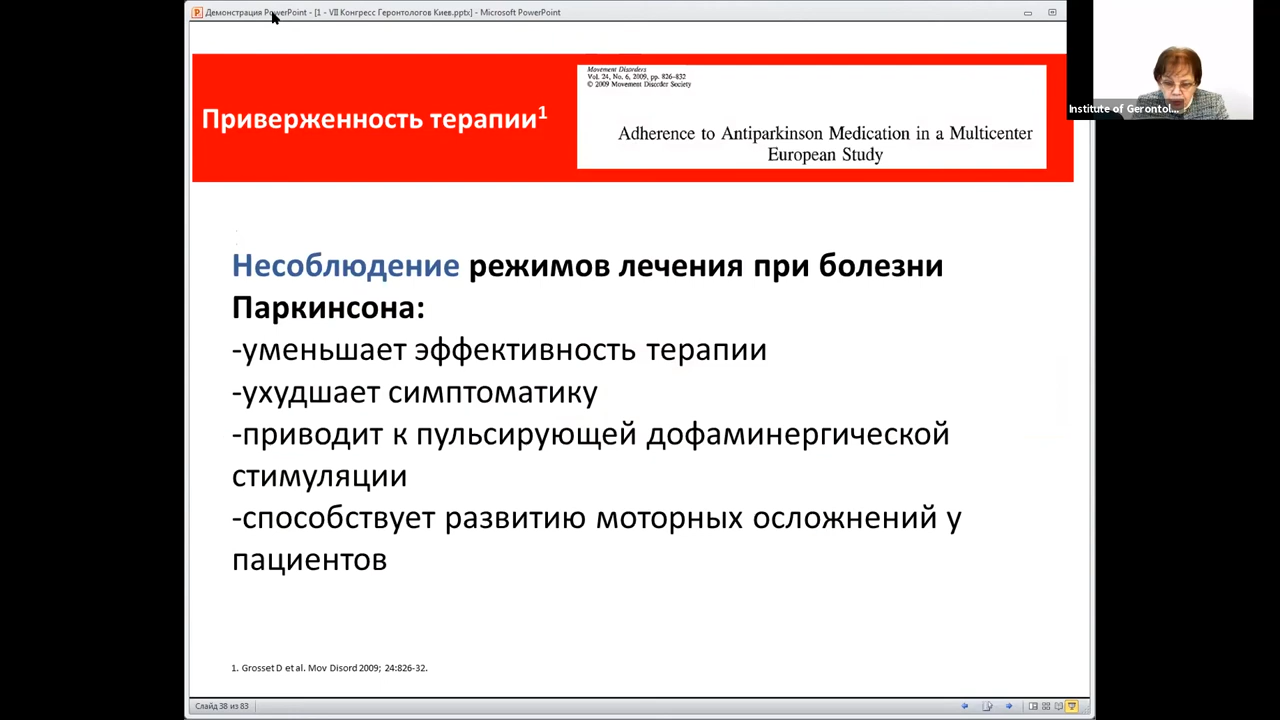 Демонстрация PowerPoint - [1 - VII Конгресс Геронтологов Киев.pptx] - Microsoft PowerPoint
Institute of Gerontol...
Movement Disorders
Vol. 24, No. 6, 2009, pp. 826–832
© 2009 Movement Disorder Society
Приверженность терапии¹
Adherence to Antiparkinson Medication in a Multicenter
European Study
Несоблюдение режимов лечения при болезни
Паркинсона:
-уменьшает эффективность терапии
-ухудшает симптоматику
-приводит к пульсирующей дофаминергической
стимуляции
-способствует развитию моторных осложнений у
пациентов
1. Grosset D et al. Mov Disord 2009; 24:826-32.
Слайд 38 из 83